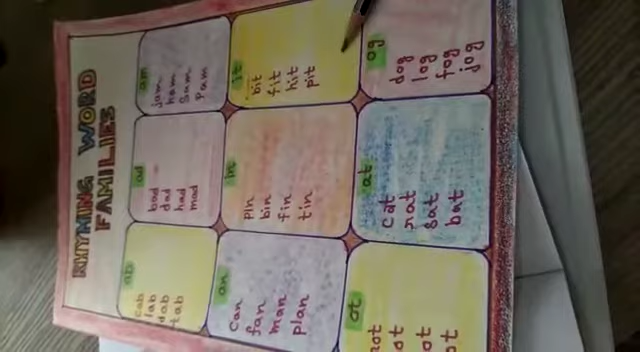 RHYMING WORD
FAMILIES
ab
cab
lab
dab
tab
ad
bad
dad
had
mad
am
jam
ham
Sam
Pam
an
can
fan
man
plan
in
Pin
bin
fin
tin
it
bit
fit
hit
pit
ot
at
cat
rat
sat
bat
og
dog
log
fog
jog